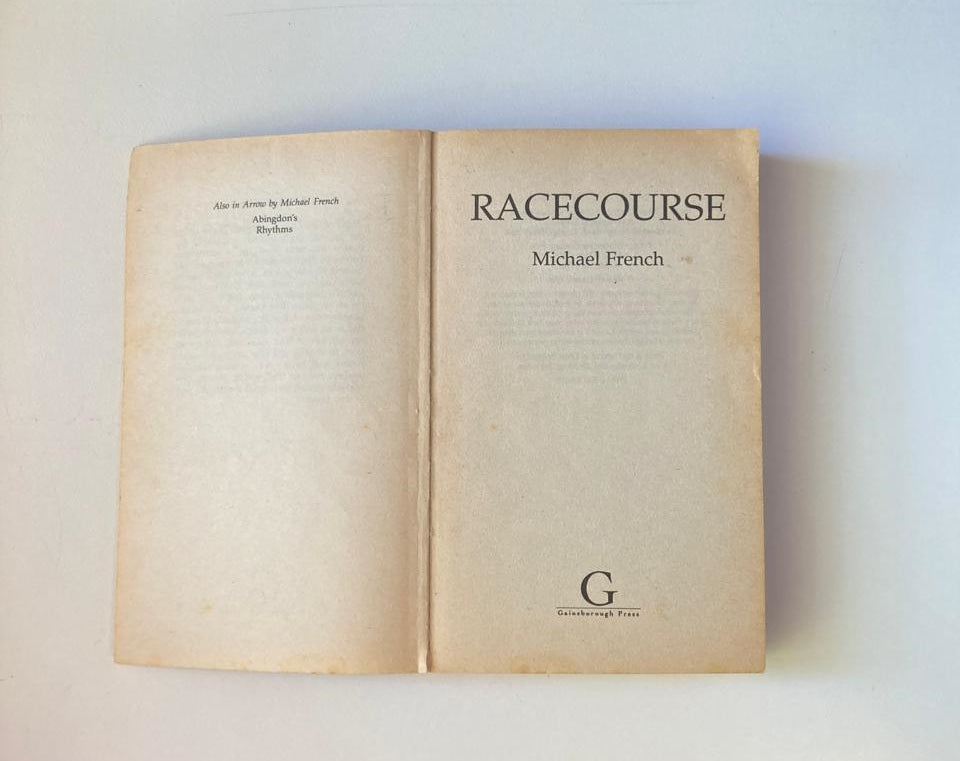 Also in Arrow by Michael French
Abingdon's
Rhythms
RACECOURSE
Michael French
G
Gainsborough Press